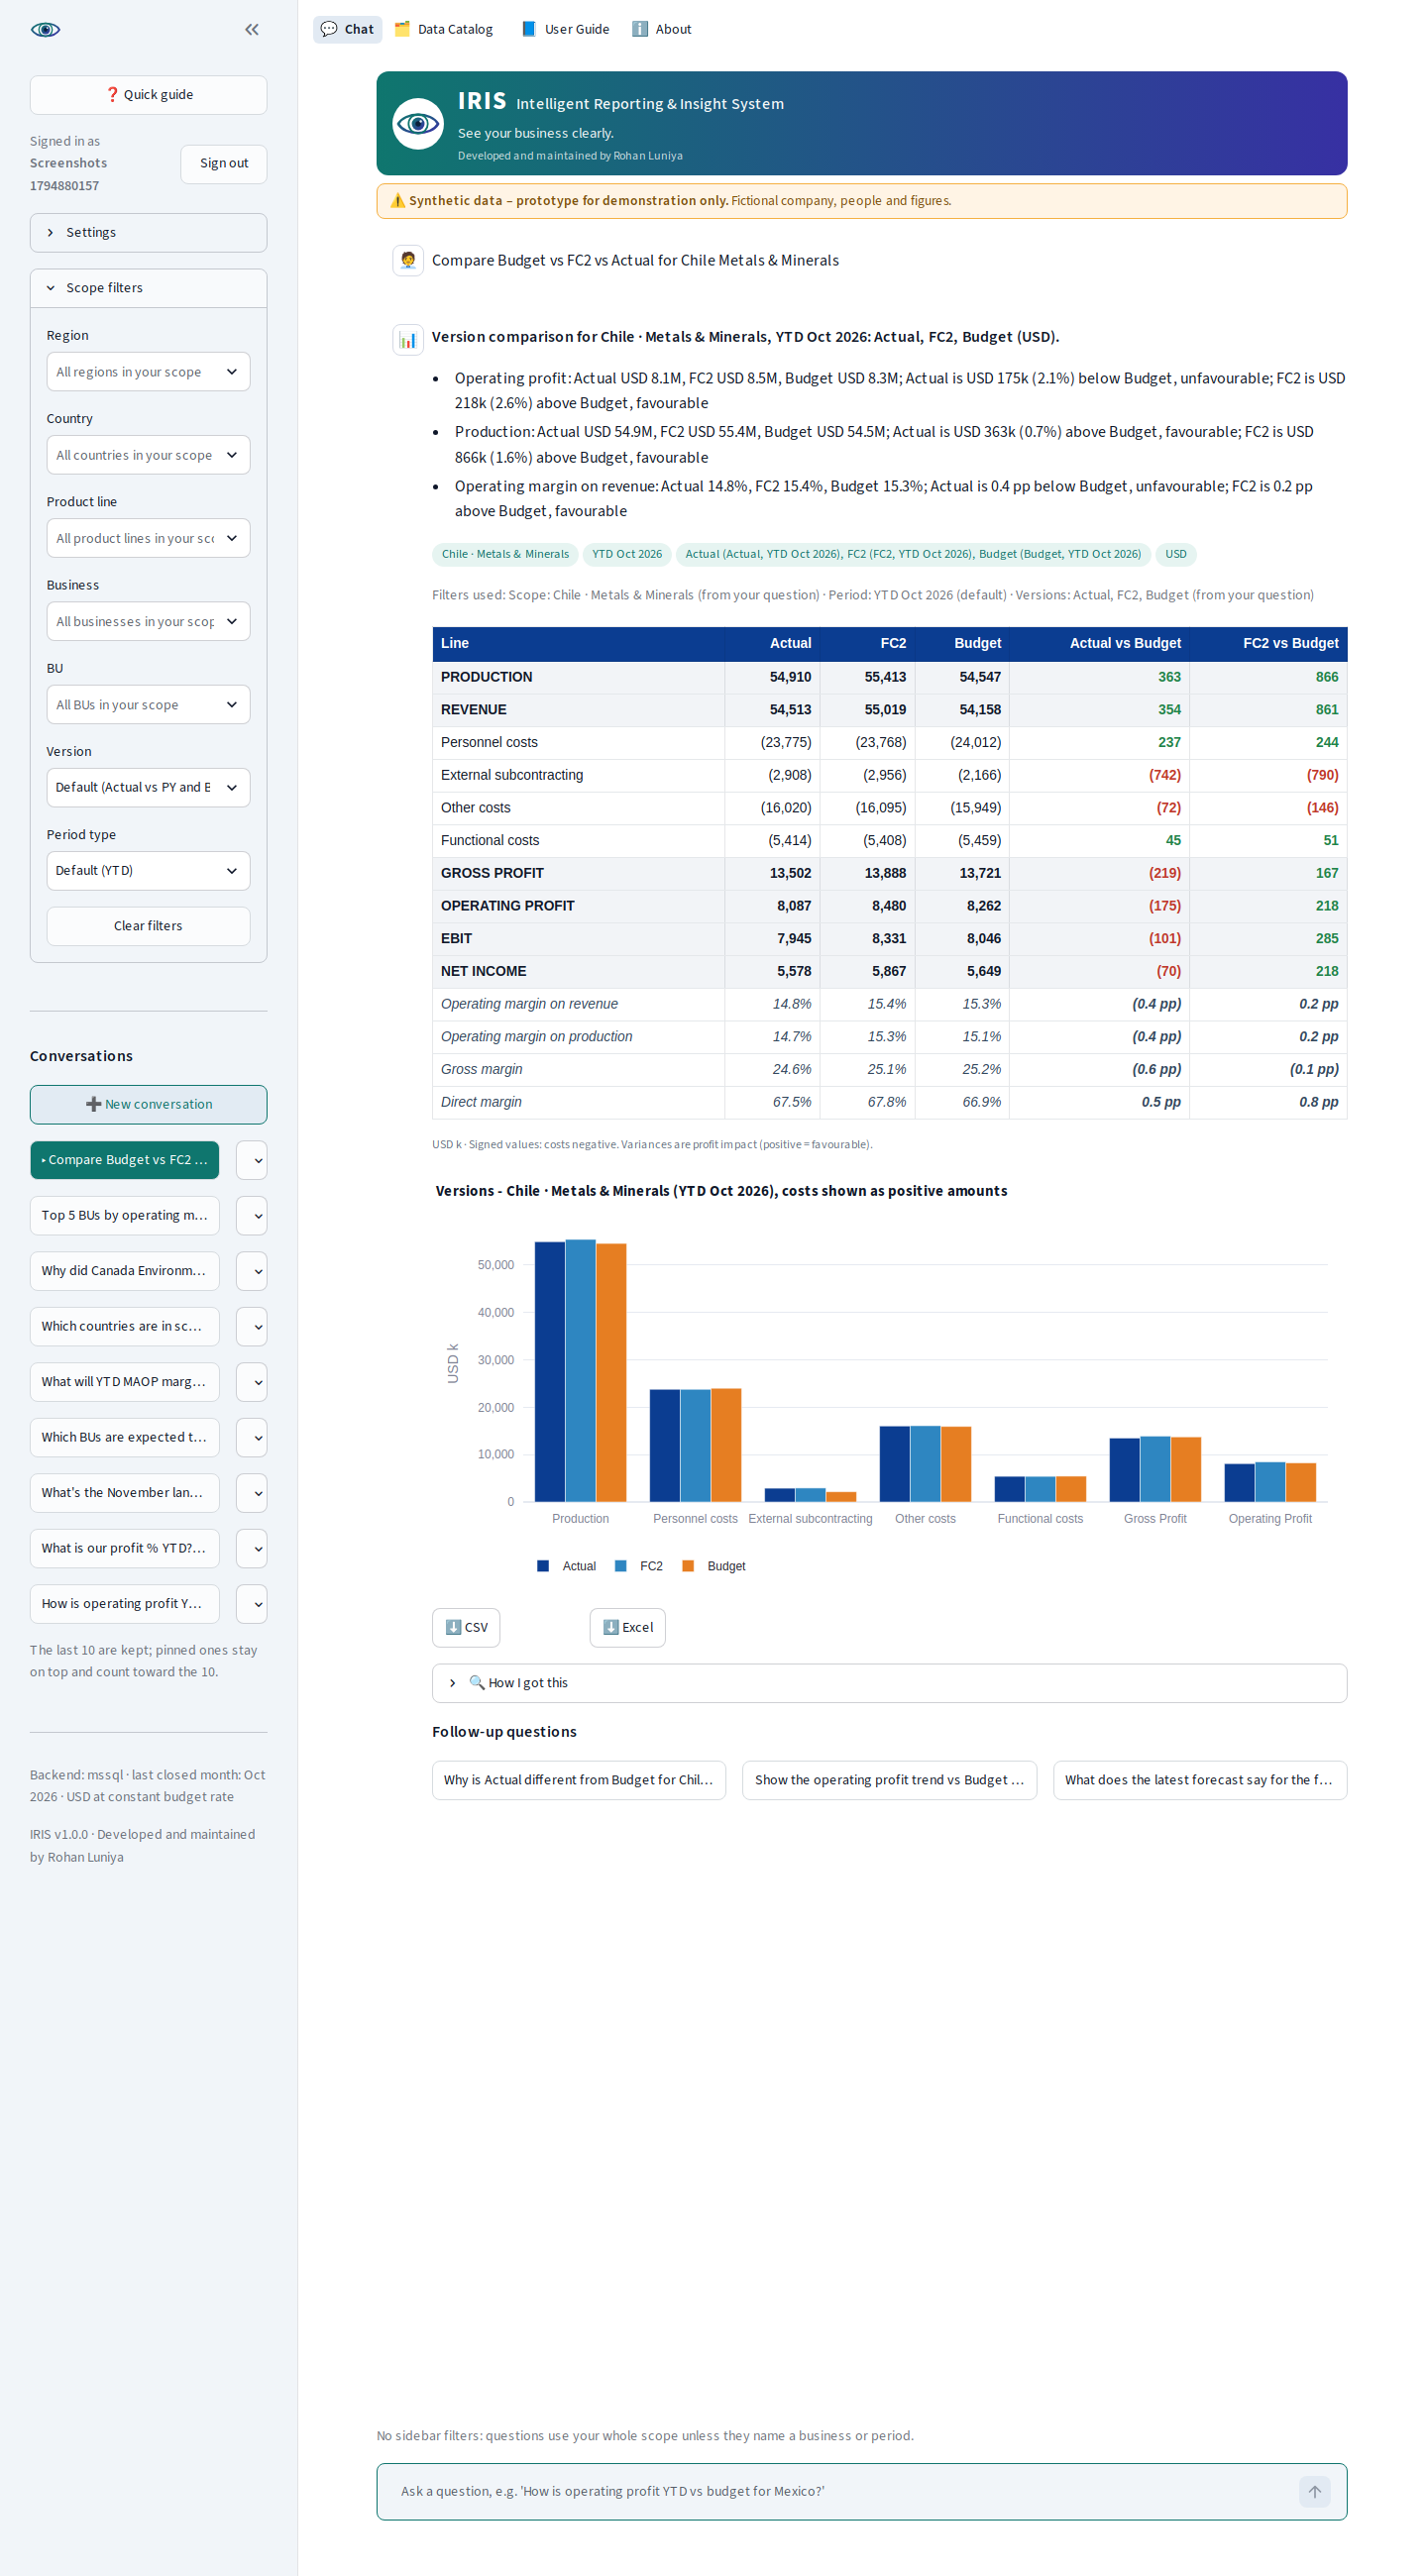 Chat
Data Catalog
User Guide
About
Quick guide
Signed in as
Screenshots
1794880157
Sign out
Settings
Scope filters
Region
All regions in your scope
Country
All countries in your scope
Product line
All product lines in your sc
Business
All businesses in your scop
BU
All BUs in your scope
Version
Default (Actual vs PY and B
Period type
Default (YTD)
Clear filters
Conversations
➕ New conversation
▸ Compare Budget vs FC2 …
Top 5 BUs by operating m…
Why did Canada Environm…
Which countries are in sc…
What will YTD MAOP marg…
Which BUs are expected t…
What's the November lan…
What is our profit % YTD?…
How is operating profit Y…
The last 10 are kept; pinned ones stay
on top and count toward the 10.
Backend: mssql · last closed month: Oct
2026 · USD at constant budget rate
IRIS v1.0.0 · Developed and maintained
by Rohan Luniya
IRIS Intelligent Reporting & Insight System
See your business clearly.
Developed and maintained by Rohan Luniya
⚠️ Synthetic data – prototype for demonstration only. Fictional company, people and figures.
Compare Budget vs FC2 vs Actual for Chile Metals & Minerals
Version comparison for Chile · Metals & Minerals, YTD Oct 2026: Actual, FC2, Budget (USD).
• Operating profit: Actual USD 8.1M, FC2 USD 8.5M, Budget USD 8.3M; Actual is USD 175k (2.1%) below Budget, unfavourable; FC2 is USD
218k (2.6%) above Budget, favourable
• Production: Actual USD 54.9M, FC2 USD 55.4M, Budget USD 54.5M; Actual is USD 363k (0.7%) above Budget, favourable; FC2 is USD
866k (1.6%) above Budget, favourable
• Operating margin on revenue: Actual 14.8%, FC2 15.4%, Budget 15.3%; Actual is 0.4 pp below Budget, unfavourable; FC2 is 0.2 pp
above Budget, favourable
Chile · Metals & Minerals YTD Oct 2026 Actual (Actual, YTD Oct 2026), FC2 (FC2, YTD Oct 2026), Budget (Budget, YTD Oct 2026) USD
Filters used: Scope: Chile · Metals & Minerals (from your question) · Period: YTD Oct 2026 (default) · Versions: Actual, FC2, Budget (from your question)
Line Actual FC2 Budget Actual vs Budget FC2 vs Budget
PRODUCTION 54,910 55,413 54,547 363 866
REVENUE 54,513 55,019 54,158 354 861
Personnel costs (23,775) (23,768) (24,012) 237 244
External subcontracting (2,908) (2,956) (2,166) (742) (790)
Other costs (16,020) (16,095) (15,949) (72) (146)
Functional costs (5,414) (5,408) (5,459) 45 51
GROSS PROFIT 13,502 13,888 13,721 (219) 167
OPERATING PROFIT 8,087 8,480 8,262 (175) 218
EBIT 7,945 8,331 8,046 (101) 285
NET INCOME 5,578 5,867 5,649 (70) 218
Operating margin on revenue 14.8% 15.4% 15.3% (0.4 pp) 0.2 pp
Operating margin on production 14.7% 15.3% 15.1% (0.4 pp) 0.2 pp
Gross margin 24.6% 25.1% 25.2% (0.6 pp) (0.1 pp)
Direct margin 67.5% 67.8% 66.9% 0.5 pp 0.8 pp
USD k · Signed values: costs negative. Variances are profit impact (positive = favourable).
Versions - Chile · Metals & Minerals (YTD Oct 2026), costs shown as positive amounts
USD k
50,000
40,000
30,000
20,000
10,000
0
Production Personnel costs External subcontracting Other costs Functional costs Gross Profit Operating Profit
Actual FC2 Budget
⬇️ CSV
⬇️ Excel
🔍 How I got this
Follow-up questions
Why is Actual different from Budget for Chil…
Show the operating profit trend vs Budget …
What does the latest forecast say for the f…
No sidebar filters: questions use your whole scope unless they name a business or period.
Ask a question, e.g. 'How is operating profit YTD vs budget for Mexico?'